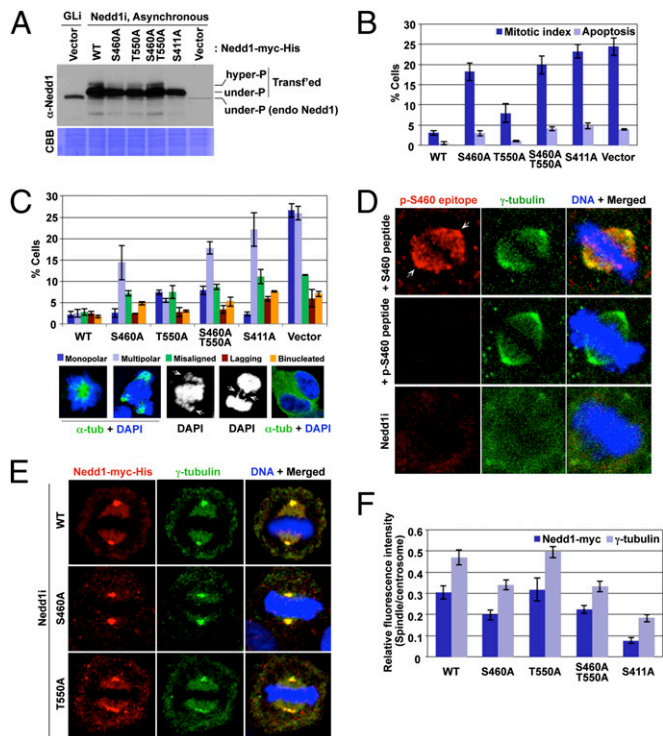 A
GLi
Nedd1i, Asynchronous
Vector
WT
S460A
T550A
S460A
T550A
S411A
Vector
: Nedd1-myc-His
α-Nedd1
hyper-P
under-P
Transf'ed
under-P (endo Nedd1)
CBB
B
Mitotic index
Apoptosis
% Cells
30
25
20
15
10
5
0
WT
S460A
T550A
S460A
T550A
S411A
Vector
C
% Cells
30
25
20
15
10
5
0
WT
S460A
T550A
S460A
T550A
S411A
Vector
Monopolar
Multipolar
Misaligned
Lagging
Binucleated
α-tub + DAPI
DAPI
DAPI
α-tub + DAPI
D
p-S460 epitope
γ-tubulin
DNA + Merged
+ S460 peptide
+ p-S460 peptide
Nedd1i
E
Nedd1-myc-His
γ-tubulin
DNA + Merged
Nedd1i
WT
S460A
T550A
F
Nedd1-myc
γ-tubulin
Relative fluorescence intensity
(Spindle/centrosome)
0.6
0.5
0.4
0.3
0.2
0.1
0
WT
S460A
T550A
S460A
T550A
S411A